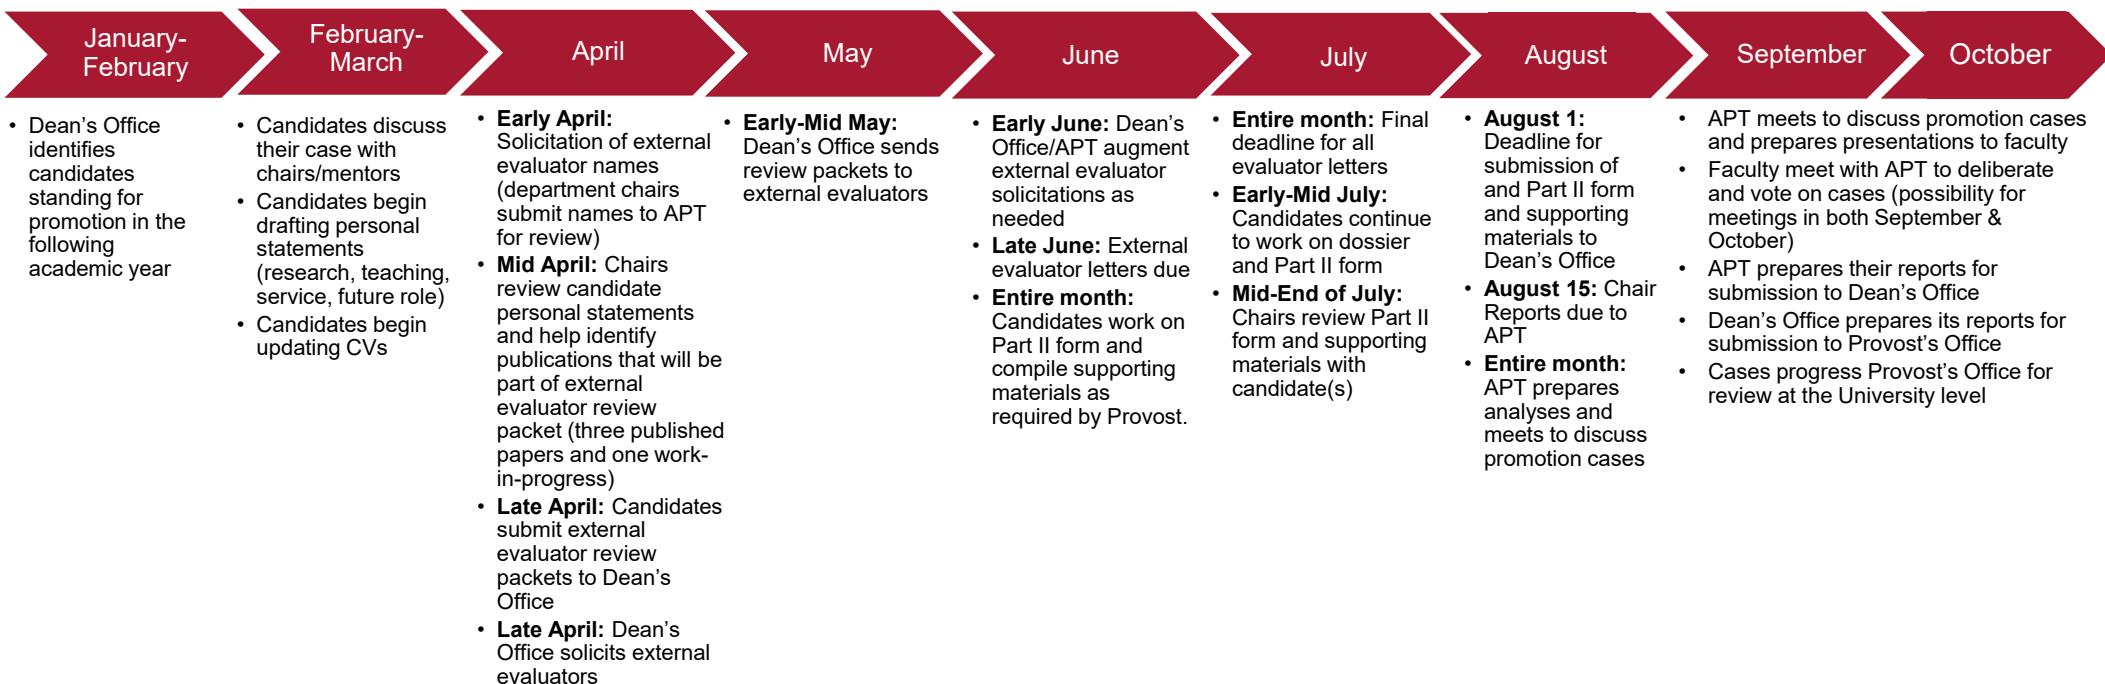 January-
February
February-
March
April
May
June
July
August
September
October
• Dean’s Office
identifies
candidates
standing for
promotion in the
following
academic year
• Candidates discuss
their case with
chairs/mentors
• Candidates begin
drafting personal
statements
(research, teaching,
service, future role)
• Candidates begin
updating CVs
• Early April:
Solicitation of external
evaluator names
(department chairs
submit names to APT
for review)
• Mid April: Chairs
review candidate
personal statements
and help identify
publications that will be
part of external
evaluator review
packet (three published
papers and one work-
in-progress)
• Late April: Candidates
submit external
evaluator review
packets to Dean’s
Office
• Late April: Dean’s
Office solicits external
evaluators
• Early-Mid May:
Dean’s Office sends
review packets to
external evaluators
• Early June: Dean’s
Office/APT augment
external evaluator
solicitations as
needed
• Late June: External
evaluator letters due
• Entire month:
Candidates work on
Part II form and
compile supporting
materials as
required by Provost.
• Entire month: Final
deadline for all
evaluator letters
• Early-Mid July:
Candidates continue
to work on dossier
and Part II form
• Mid-End of July:
Chairs review Part II
form and supporting
materials with
candidate(s)
• August 1:
Deadline for
submission of
and Part II form
and supporting
materials to
Dean’s Office
• August 15: Chair
Reports due to
APT
• Entire month:
APT prepares
analyses and
meets to discuss
promotion cases
• APT meets to discuss promotion cases
and prepares presentations to faculty
• Faculty meet with APT to deliberate
and vote on cases (possibility for
meetings in both September &
October)
• APT prepares their reports for
submission to Dean’s Office
• Dean’s Office prepares its reports for
submission to Provost’s Office
• Cases progress Provost’s Office for
review at the University level